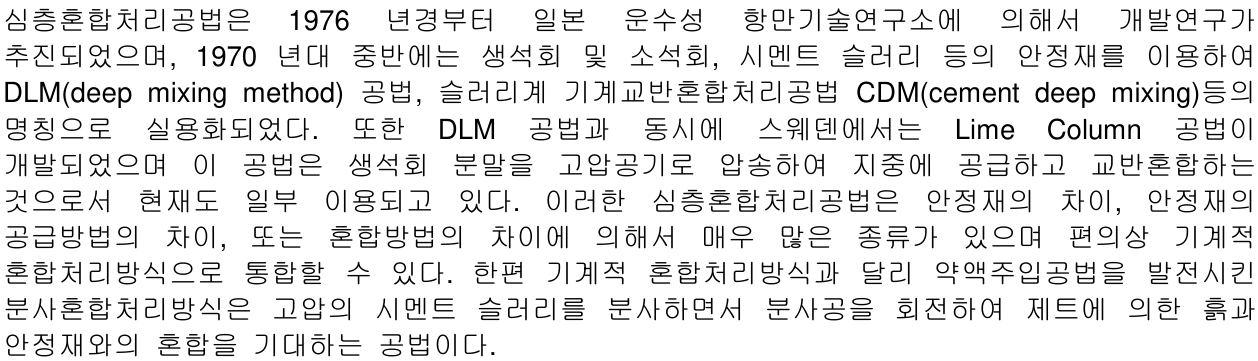 심층혼합처리공법은 1976 년경부터 일본 운수성 항만기술연구소에 의해서 개발연구가
추진되었으며, 1970 년대 중반에는 생석회 및 소석회, 시멘트 슬러리 등의 안정재를 이용하여
DLM(deep mixing method) 공법, 슬러리계 기계교반혼합처리공법 CDM(cement deep mixing)등의
명칭으로 실용화되었다. 또한 DLM 공법과 동시에 스웨덴에서는 Lime Column 공법이
개발되었으며 이 공법은 생석회 분말을 고압공기로 압송하여 지중에 공급하고 교반혼합하는
것으로서 현재도 일부 이용되고 있다. 이러한 심층혼합처리공법은 안정재의 차이, 안정재의
공급방법의 차이, 또는 혼합방법의 차이에 의해서 매우 많은 종류가 있으며 편의상 기계적
혼합처리방식으로 통합할 수 있다. 한편 기계적 혼합처리방식과 달리 약액주입공법을 발전시킨
분사혼합처리방식은 고압의 시멘트 슬러리를 분사하면서 분사공을 회전하여 제트에 의한 흙과
안정재와의 혼합을 기대하는 공법이다.